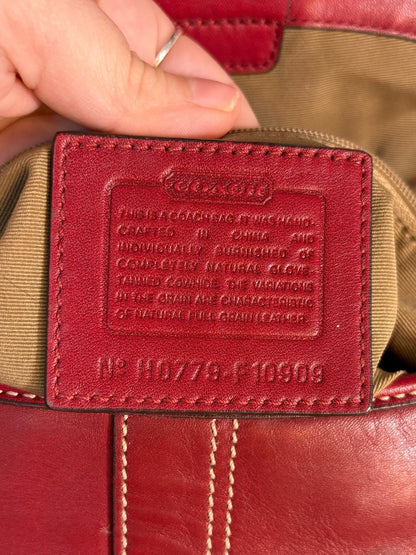 COACH
THIS IS A COACH BAG. IT WAS HAND-
CRAFTED IN CHINA AND
INDIVIDUALLY BURNISHED OF
COMPLETELY NATURAL GLOVE-
TANNED COWHIDE. THE VARIATIONS
IN THE GRAIN ARE CHARACTERISTIC
OF NATURAL FULL GRAIN LEATHER.
Nº H0779-F10909